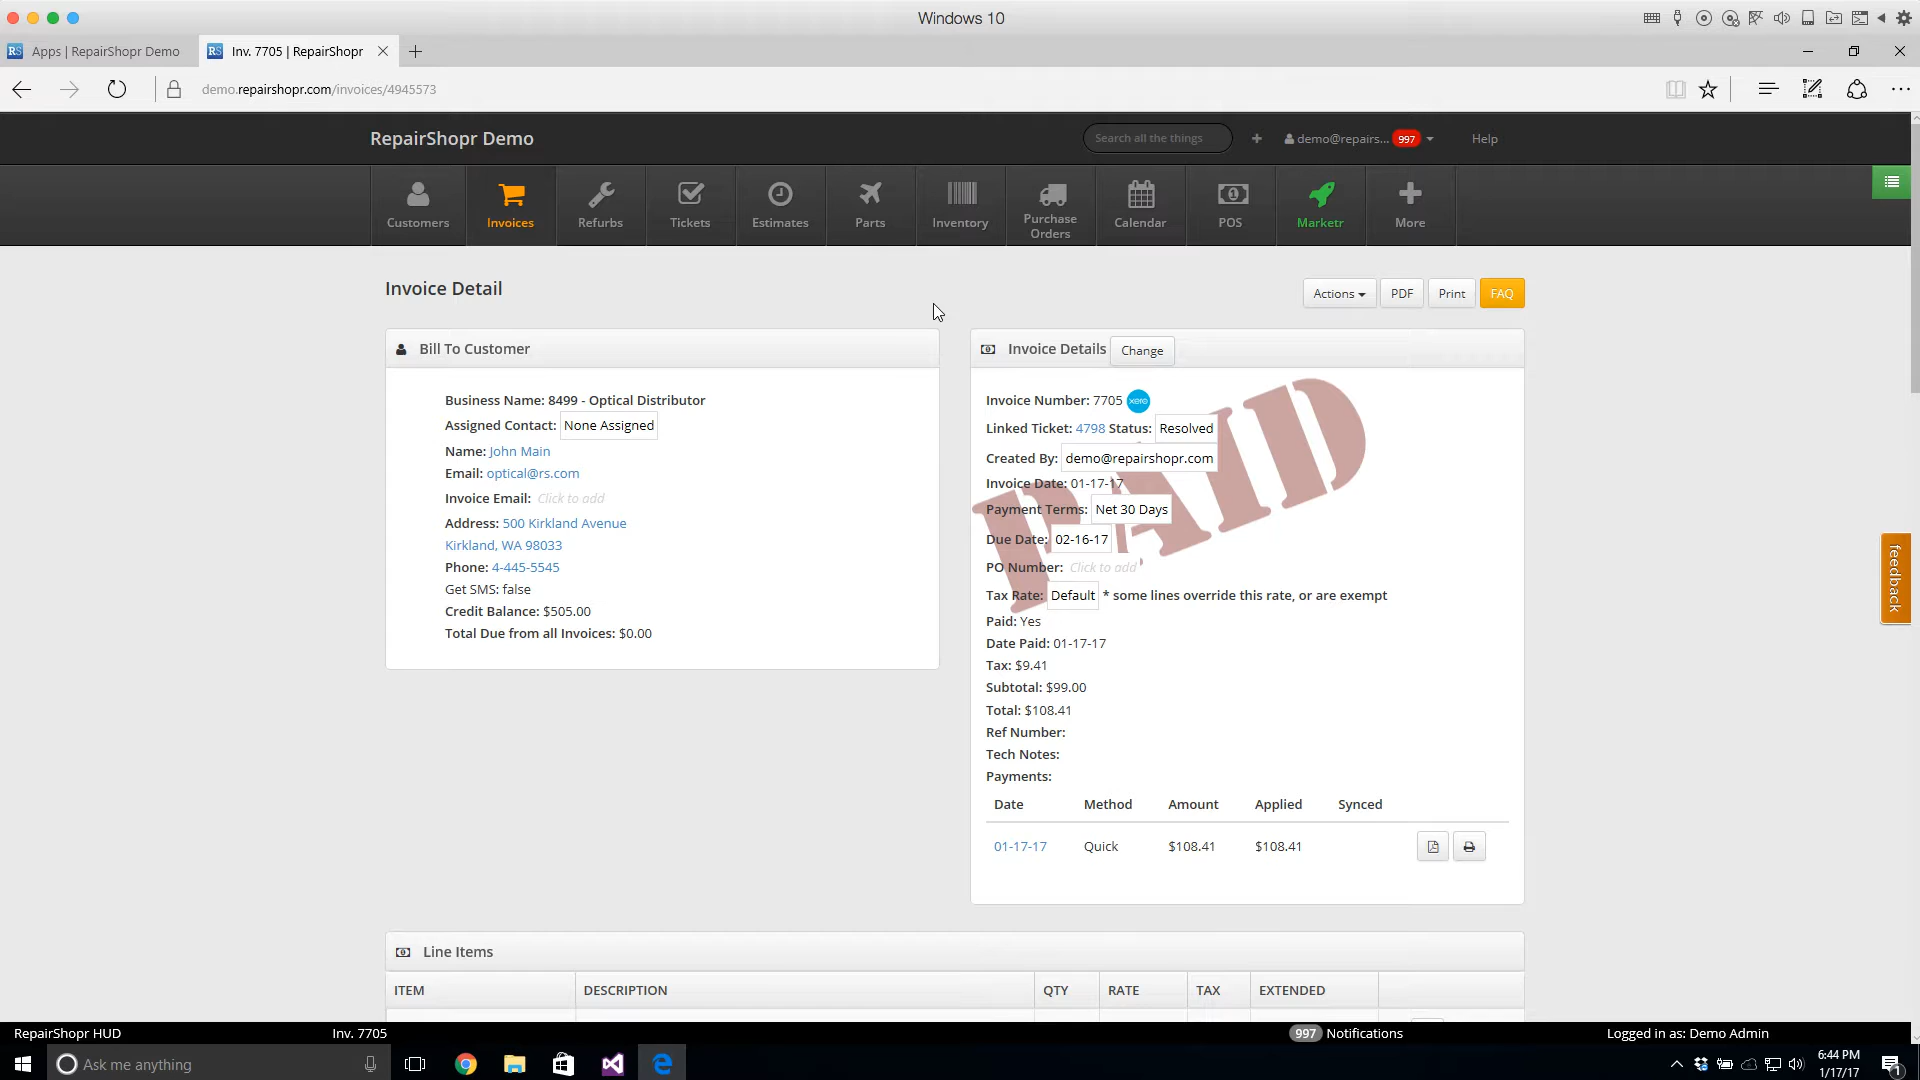 Windows 10
RS Apps | RepairShopr Demo
RS Inv. 7705 | RepairShopr
demo.repairshopr.com/invoices/4945573
RepairShopr Demo
Search all the things
demo@repairs... 997
Help
Customers
Invoices
Refurbs
Tickets
Estimates
Parts
Inventory
Purchase
Orders
Calendar
POS
Marketr
More
Invoice Detail
Actions
PDF
Print
FAQ
Bill To Customer
Business Name: 8499 - Optical Distributor
Assigned Contact: None Assigned
Name: John Main
Email: optical@rs.com
Invoice Email: Click to add
Address: 500 Kirkland Avenue
Kirkland, WA 98033
Phone: 4-445-5545
Get SMS: false
Credit Balance: $505.00
Total Due from all Invoices: $0.00
Invoice Details Change
PAID
Invoice Number: 7705 xero
Linked Ticket: 4798 Status: Resolved
Created By: demo@repairshopr.com
Invoice Date: 01-17-17
Payment Terms: Net 30 Days
Due Date: 02-16-17
PO Number: Click to add
Tax Rate: Default * some lines override this rate, or are exempt
Paid: Yes
Date Paid: 01-17-17
Tax: $9.41
Subtotal: $99.00
Total: $108.41
Ref Number:
Tech Notes:
Payments:
Date Method Amount Applied Synced
01-17-17 Quick $108.41 $108.41
feedback
Line Items
ITEM DESCRIPTION QTY RATE TAX EXTENDED
RepairShopr HUD
Inv. 7705
997 Notifications
Logged in as: Demo Admin
Ask me anything
6:44 PM
1/17/17
1